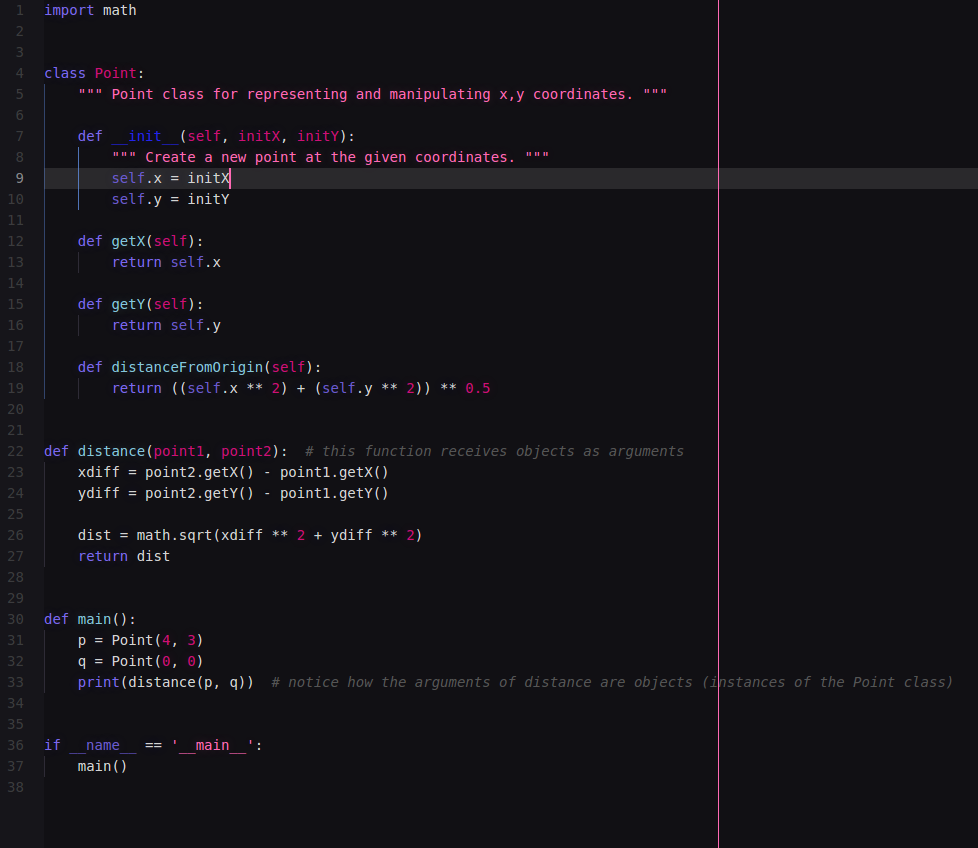 1 import math
2
3
4 class Point:
5     """ Point class for representing and manipulating x,y coordinates. """
6
7     def __init__(self, initX, initY):
8         """ Create a new point at the given coordinates. """
9         self.x = initX
10         self.y = initY
11
12     def getX(self):
13         return self.x
14
15     def getY(self):
16         return self.y
17
18     def distanceFromOrigin(self):
19         return ((self.x ** 2) + (self.y ** 2)) ** 0.5
20
21
22 def distance(point1, point2):  # this function receives objects as arguments
23     xdiff = point2.getX() - point1.getX()
24     ydiff = point2.getY() - point1.getY()
25
26     dist = math.sqrt(xdiff ** 2 + ydiff ** 2)
27     return dist
28
29
30 def main():
31     p = Point(4, 3)
32     q = Point(0, 0)
33     print(distance(p, q))  # notice how the arguments of distance are objects (instances of the Point class)
34
35
36 if __name__ == '__main__':
37     main()
38